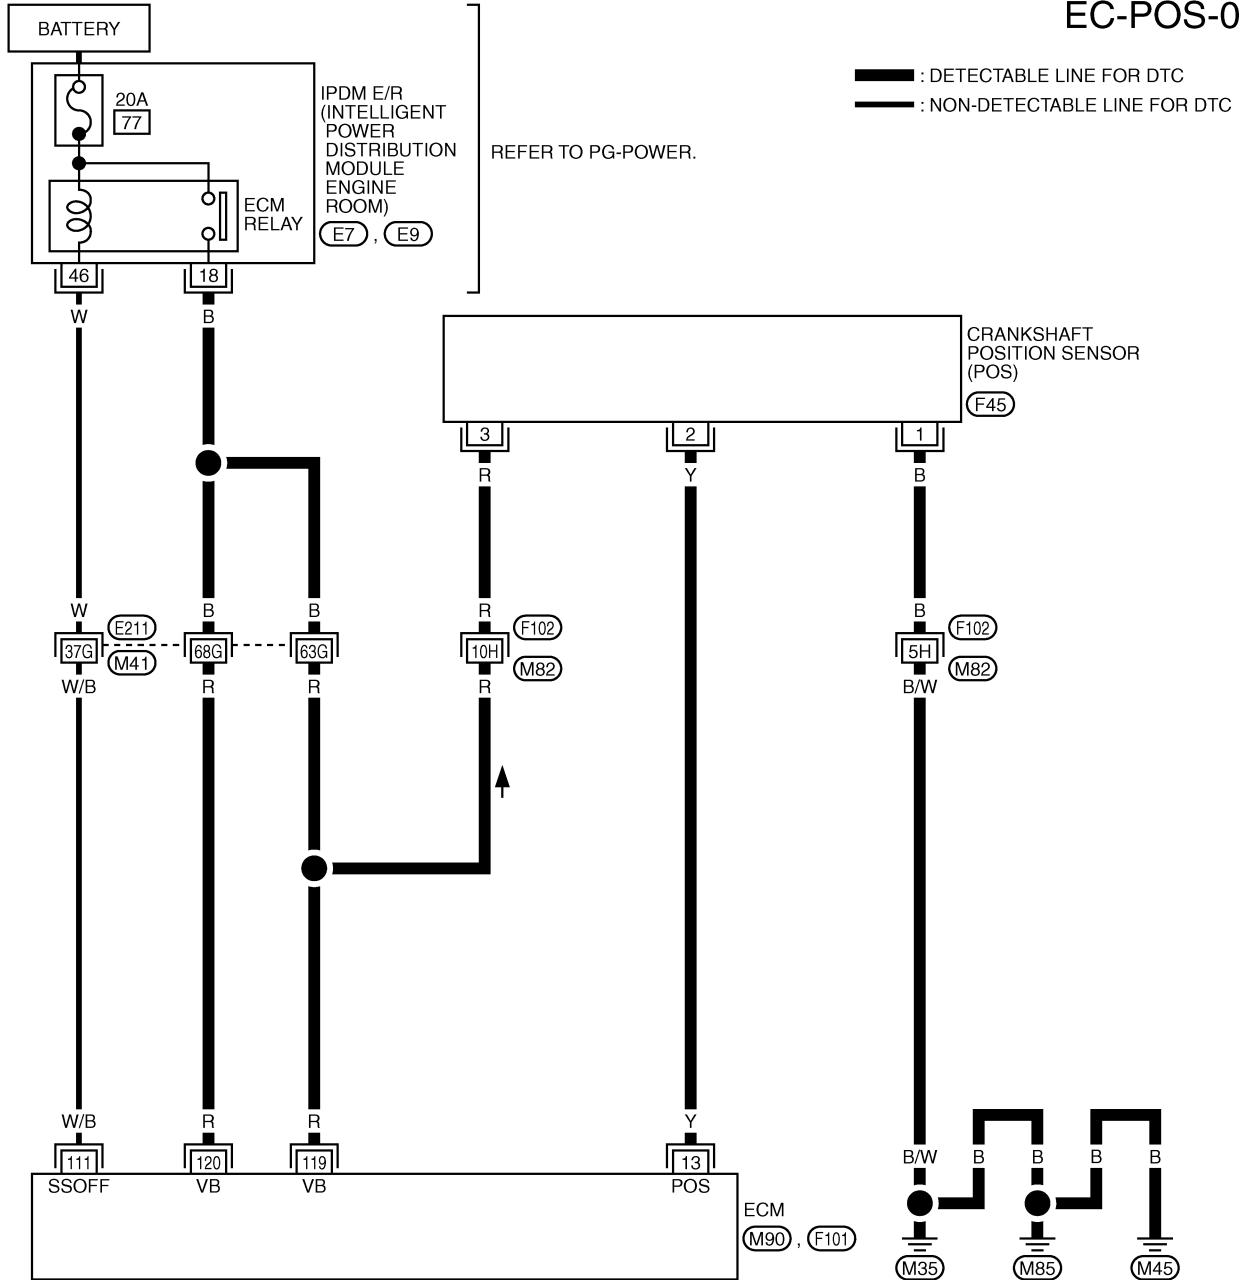 EC-POS-0
BATTERY
: DETECTABLE LINE FOR DTC
: NON-DETECTABLE LINE FOR DTC
20A
77
IPDM E/R
(INTELLIGENT
POWER
DISTRIBUTION
MODULE
ENGINE
ROOM)
REFER TO PG-POWER.
ECM
RELAY
E7 , E9
46 18
W B
CRANKSHAFT
POSITION SENSOR
(POS)
F45
3 2 1
R Y B
W B B R B
E211 F102 F102
37G 68G 63G 10H 5H
M41 M82 M82
W/B R R R B/W
W/B R R Y
B/W B B B B
111 120 119 13
SSOFF VB VB POS
ECM
M90 , F101
M35 M85 M45